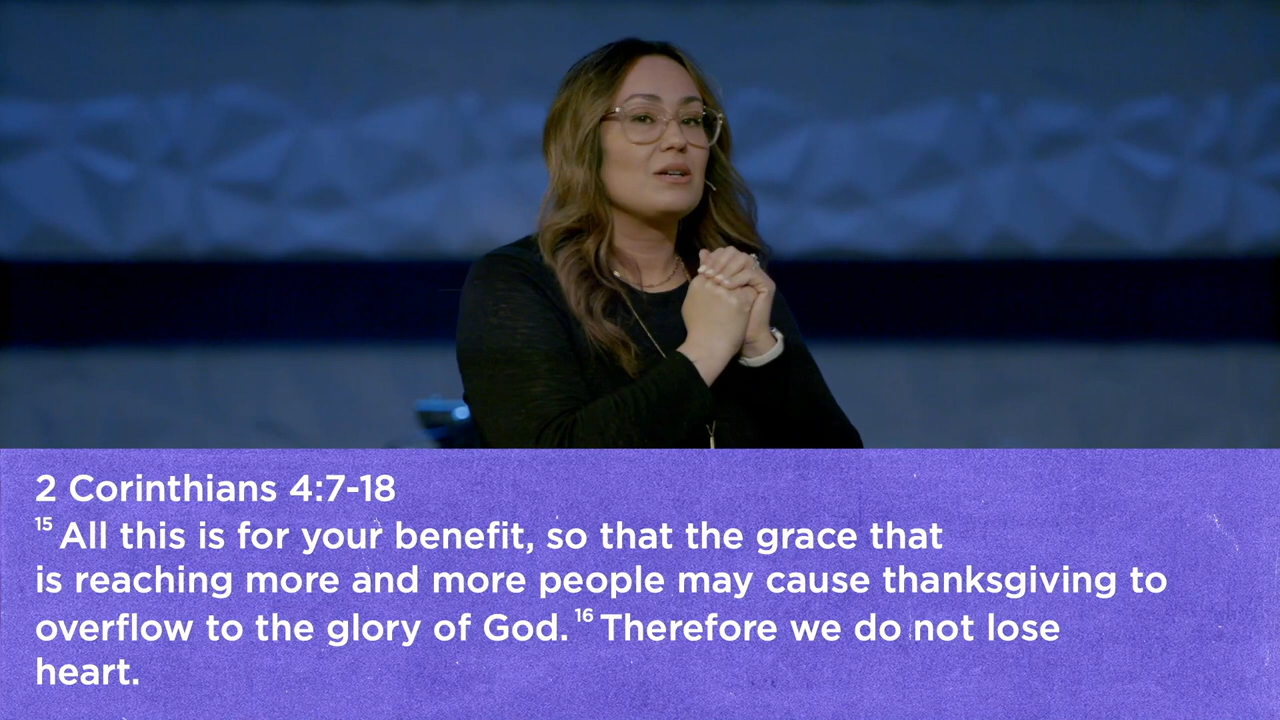 2 Corinthians 4:7-18
15 All this is for your benefit, so that the grace that
is reaching more and more people may cause thanksgiving to
overflow to the glory of God. 16 Therefore we do not lose
heart.